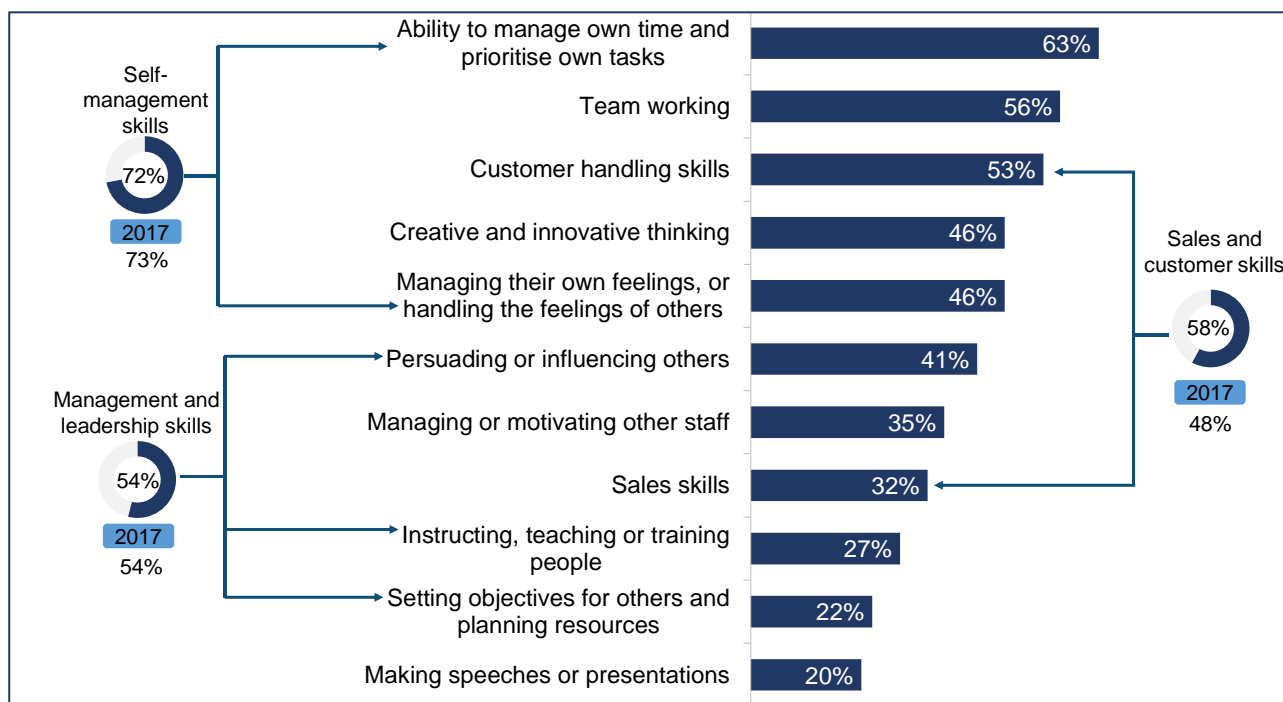 Ability to manage own time and
prioritise own tasks
63%
Team working
56%
Customer handling skills
53%
Creative and innovative thinking
46%
Managing their own feelings, or
handling the feelings of others
46%
Persuading or influencing others
41%
Managing or motivating other staff
35%
Sales skills
32%
Instructing, teaching or training
people
27%
Setting objectives for others and
planning resources
22%
Making speeches or presentations
20%
Self-
management
skills
72%
2017
73%
Management and
leadership skills
54%
2017
54%
Sales and
customer skills
58%
2017
48%